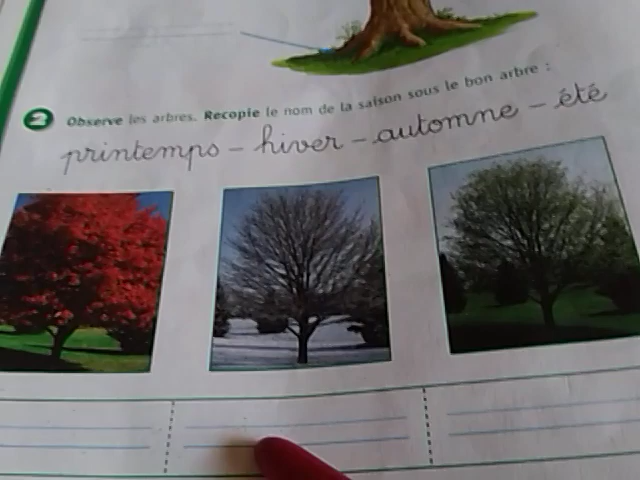 2 Observe les arbres. Recopie le nom de la saison sous le bon arbre :
printemps – hiver – automne – été